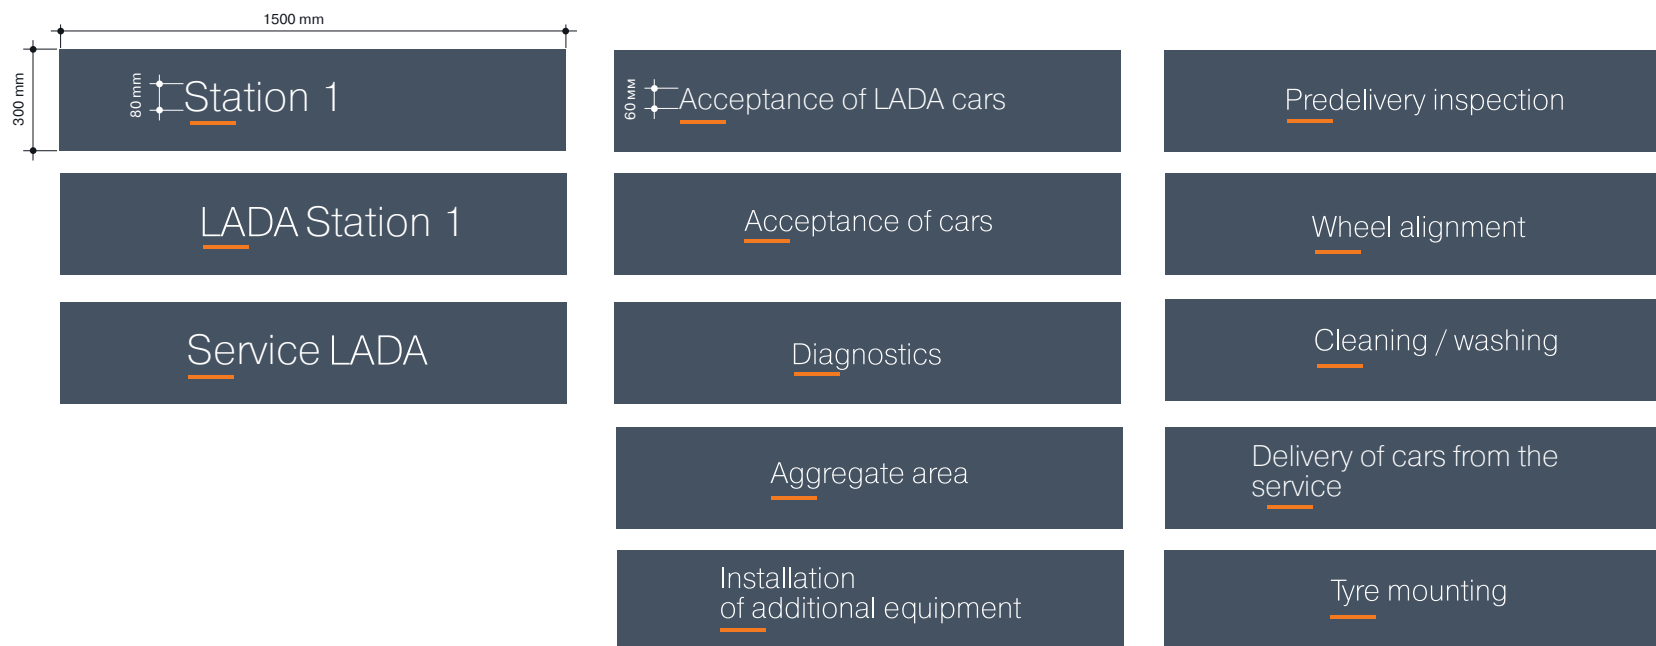 1500 mm
300 mm
80 mm
Station 1
LADA Station 1
Service LADA
60 мм
Acceptance of LADA cars
Acceptance of cars
Diagnostics
Aggregate area
Installation
of additional equipment
Predelivery inspection
Wheel alignment
Cleaning / washing
Delivery of cars from the
service
Tyre mounting